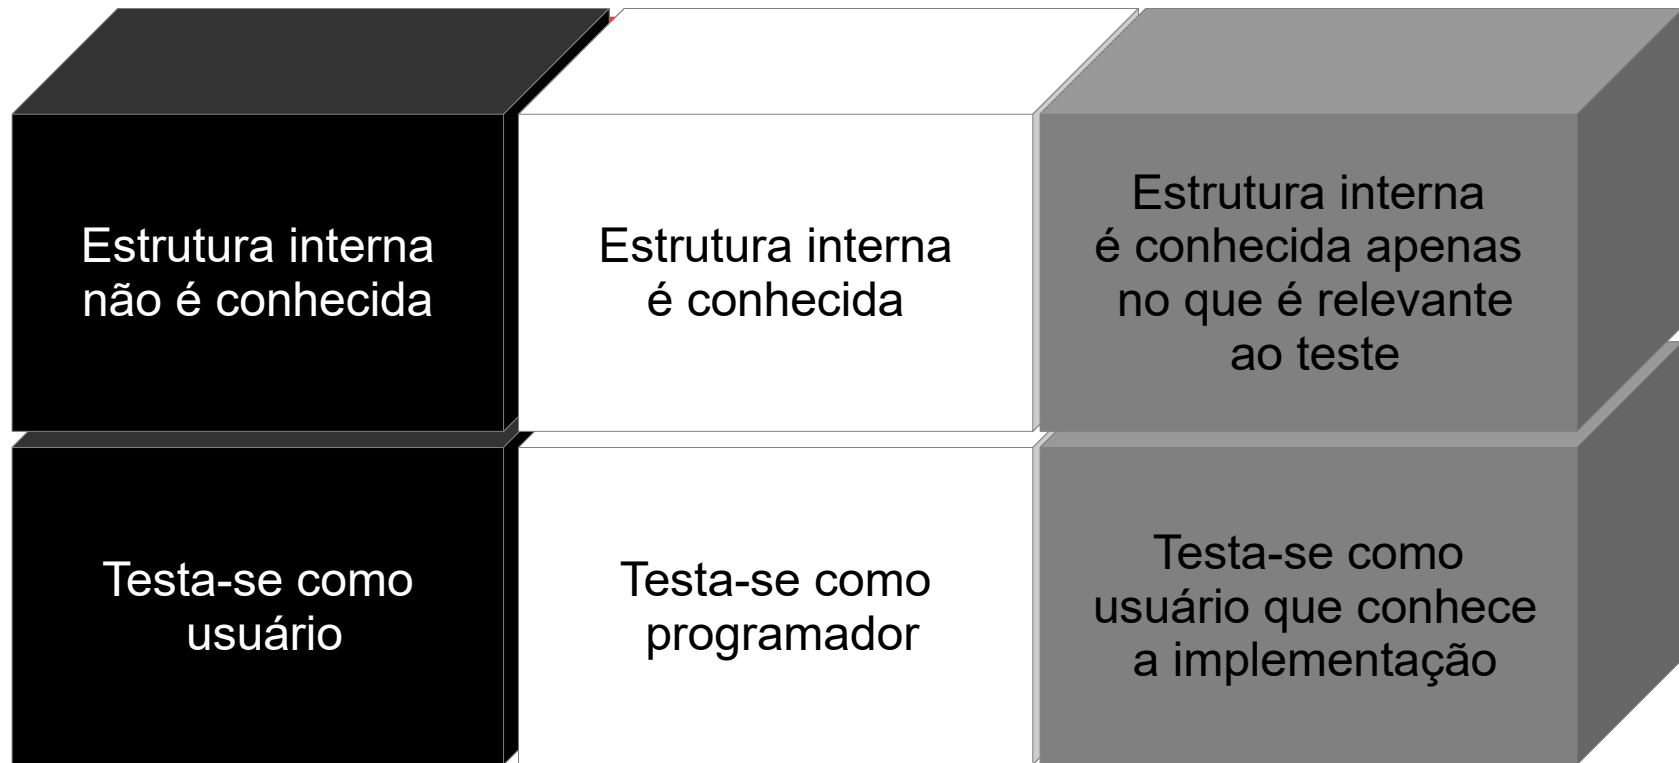 Estrutura interna
não é conhecida
Estrutura interna
é conhecida
Estrutura interna
é conhecida apenas
no que é relevante
ao teste
Testa-se como
usuário
Testa-se como
programador
Testa-se como
usuário que conhece
a implementação